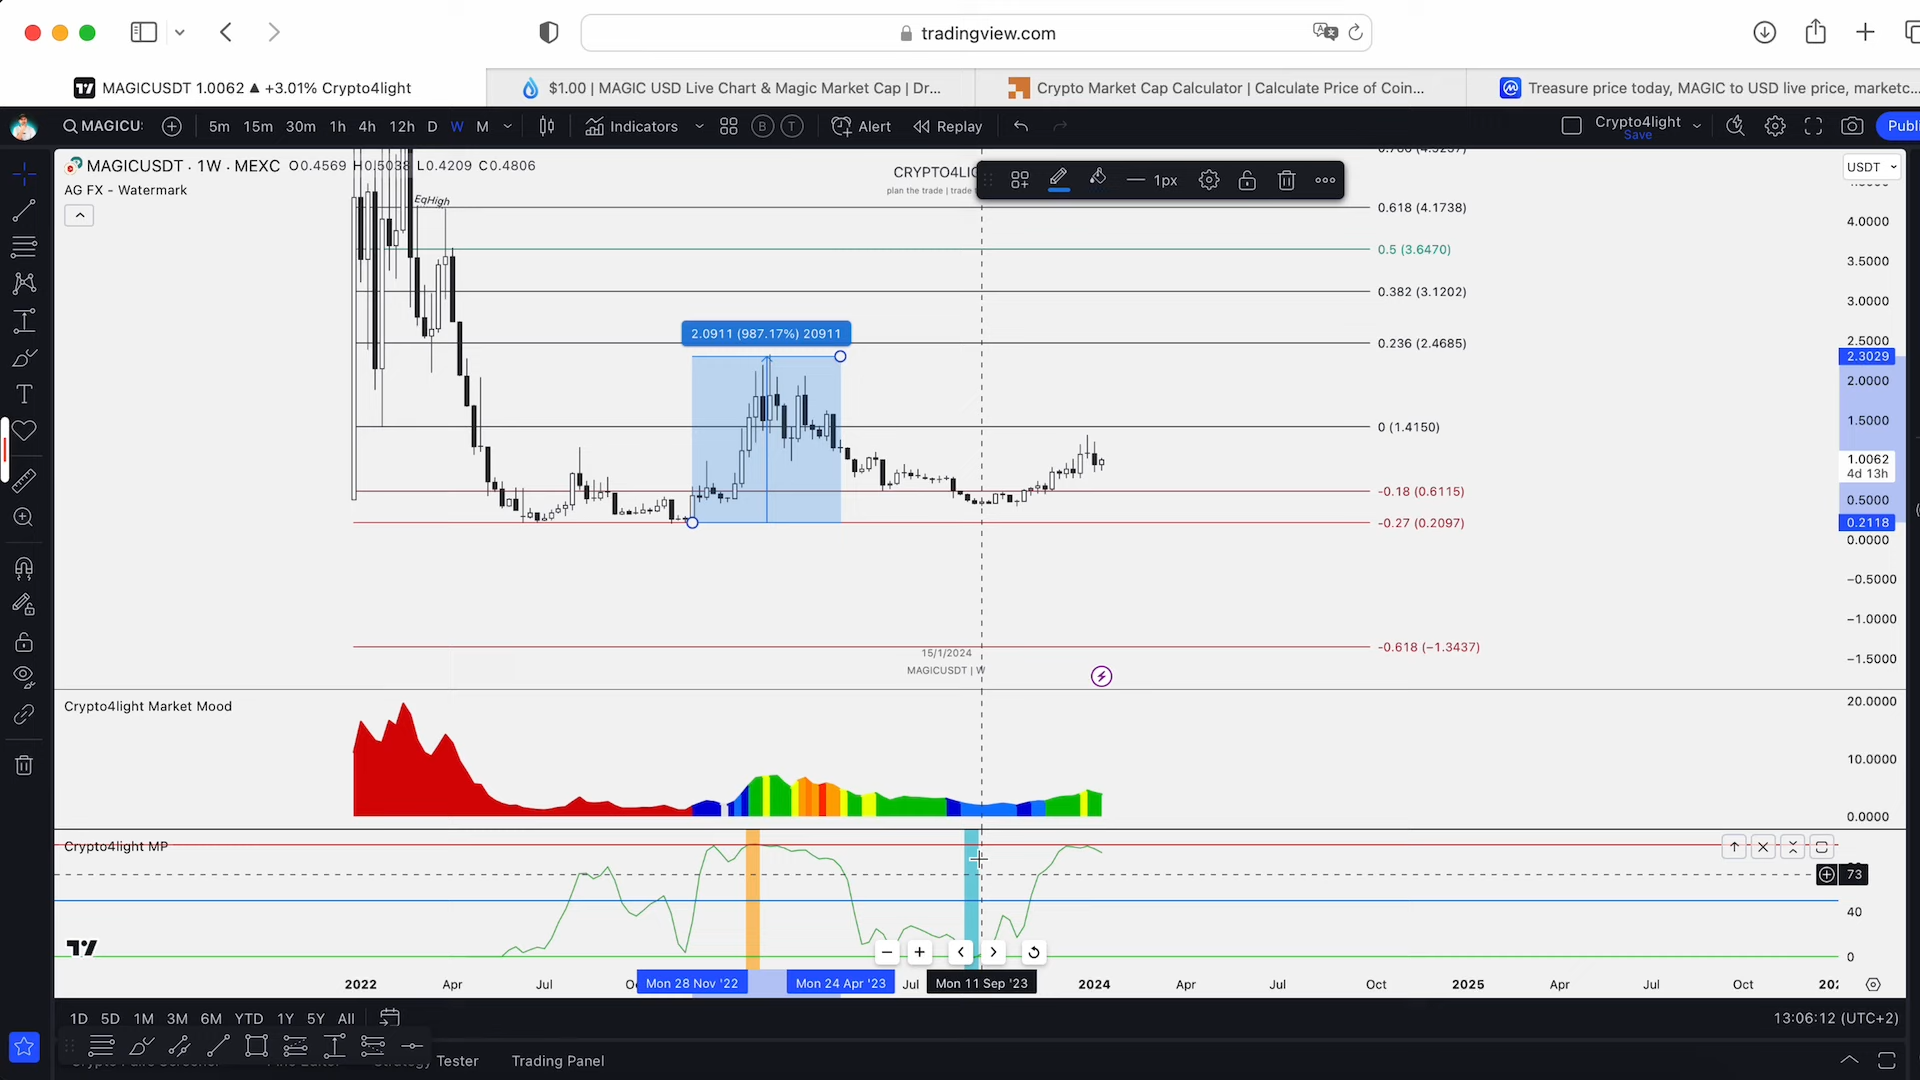 tradingview.com
MAGICUSDT 1.0062 ▲ +3.01% Crypto4light
$1.00 | MAGIC USD Live Chart & Magic Market Cap | Dr...
Crypto Market Cap Calculator | Calculate Price of Coin...
Treasure price today, MAGIC to USD live price, marketc...
MAGICU:
5m 15m 30m 1h 4h 12h D W M
Indicators
B T
Alert
Replay
Crypto4light
Save
Publi
MAGICUSDT · 1W · MEXC O0.4569 H0.5038 L0.4209 C0.4806
AG FX - Watermark
CRYPTO4LIG
plan the trade | trade
1px
USDT
EqHigh
0.618 (4.1738)
0.5 (3.6470)
0.382 (3.1202)
0.236 (2.4685)
0 (1.4150)
-0.18 (0.6115)
-0.27 (0.2097)
-0.618 (−1.3437)
2.0911 (987.17%) 20911
4.0000
3.5000
3.0000
2.5000
2.3029
2.0000
1.5000
1.0062
4d 13h
0.5000
0.2118
0.0000
−0.5000
−1.0000
−1.5000
15/1/2024
MAGICUSDT | W
Crypto4light Market Mood
20.0000
10.0000
0.0000
Crypto4light MP
73
40
0
2022 Apr Jul Mon 28 Nov '22 Mon 24 Apr '23 Jul Mon 11 Sep '23 2024 Apr Jul Oct 2025 Apr Jul Oct
1D 5D 1M 3M 6M YTD 1Y 5Y All
13:06:12 (UTC+2)
Tester
Trading Panel